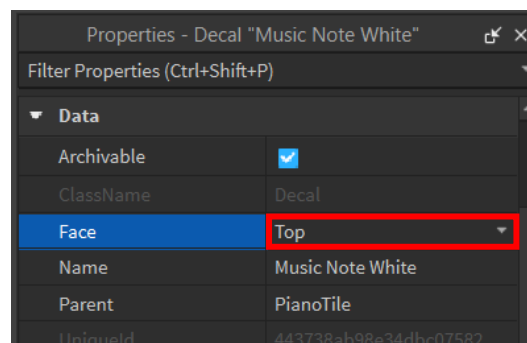 Properties - Decal "Music Note White"
Filter Properties (Ctrl+Shift+P)
Data
Archivable
ClassName Decal
Face Top
Name Music Note White
Parent PianoTile
UniqueId 443738ab98e34dbc07582